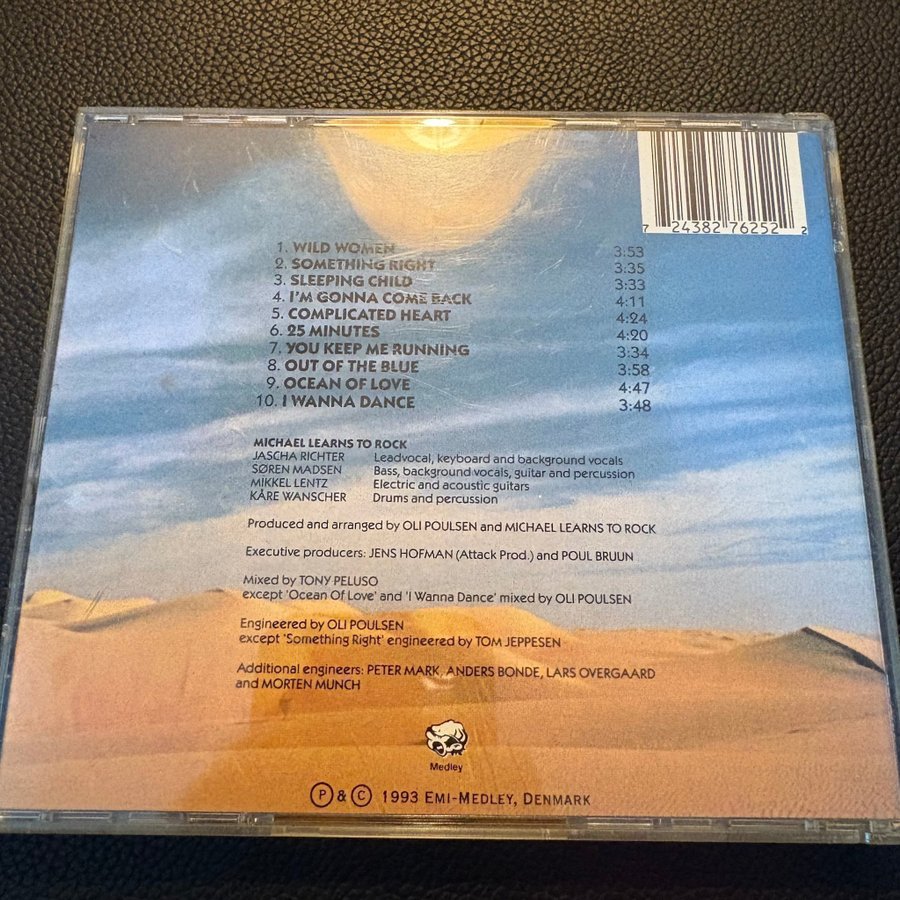 7 24382 76252 2
1. WILD WOMEN 3:53
2. SOMETHING RIGHT 3:35
3. SLEEPING CHILD 3:33
4. I'M GONNA COME BACK 4:11
5. COMPLICATED HEART 4:24
6. 25 MINUTES 4:20
7. YOU KEEP ME RUNNING 3:34
8. OUT OF THE BLUE 3:58
9. OCEAN OF LOVE 4:47
10. I WANNA DANCE 3:48
MICHAEL LEARNS TO ROCK
JASCHA RICHTER Leadvocal, keyboard and background vocals
SØREN MADSEN Bass, background vocals, guitar and percussion
MIKKEL LENTZ Electric and acoustic guitars
KÅRE WANSCHER Drums and percussion
Produced and arranged by OLI POULSEN and MICHAEL LEARNS TO ROCK
Executive producers: JENS HOFMAN (Attack Prod.) and POUL BRUUN
Mixed by TONY PELUSO
except 'Ocean Of Love' and 'I Wanna Dance' mixed by OLI POULSEN
Engineered by OLI POULSEN
except 'Something Right' engineered by TOM JEPPESEN
Additional engineers: PETER MARK, ANDERS BONDE, LARS OVERGAARD
and MORTEN MUNCH
Medley
Ⓟ & © 1993 EMI-MEDLEY, DENMARK